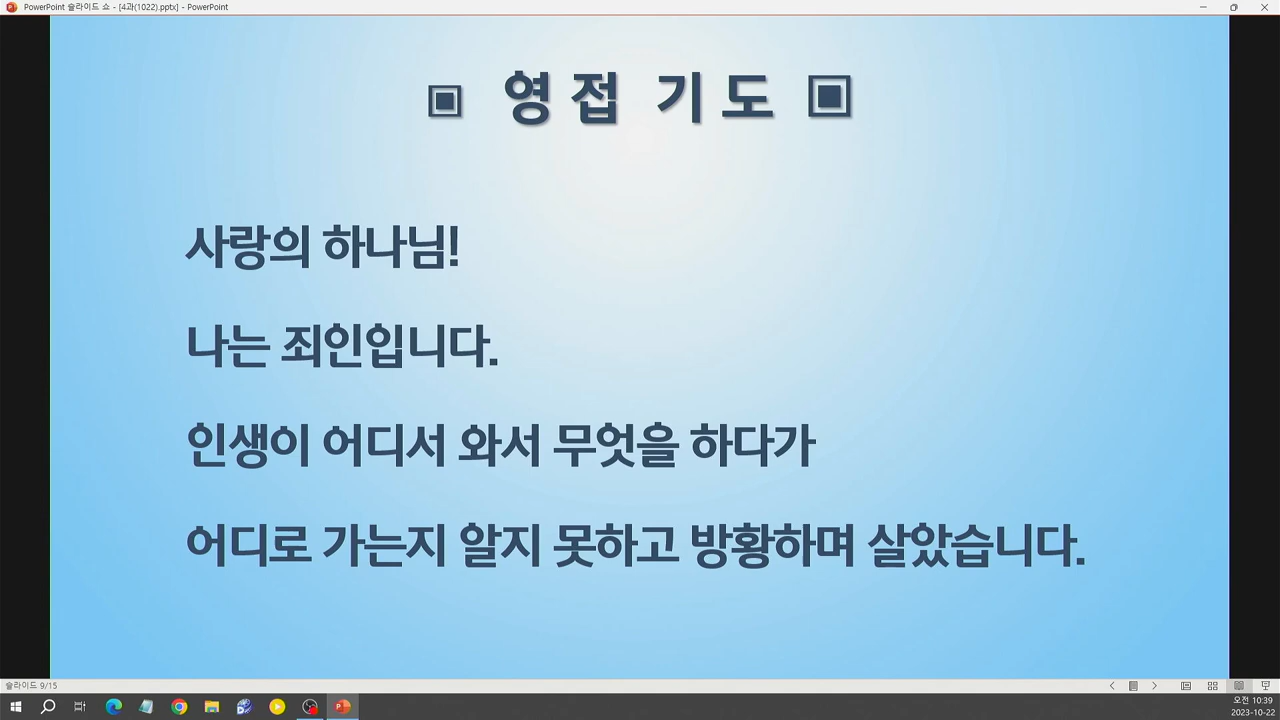 PowerPoint 슬라이드 쇼 - [4과(1022).pptx] - PowerPoint
▣ 영접 기도 ▣
사랑의 하나님!
나는 죄인입니다.
인생이 어디서 와서 무엇을 하다가
어디로 가는지 알지 못하고 방황하며 살았습니다.
슬라이드 9/15
오전 10:39
2023-10-22